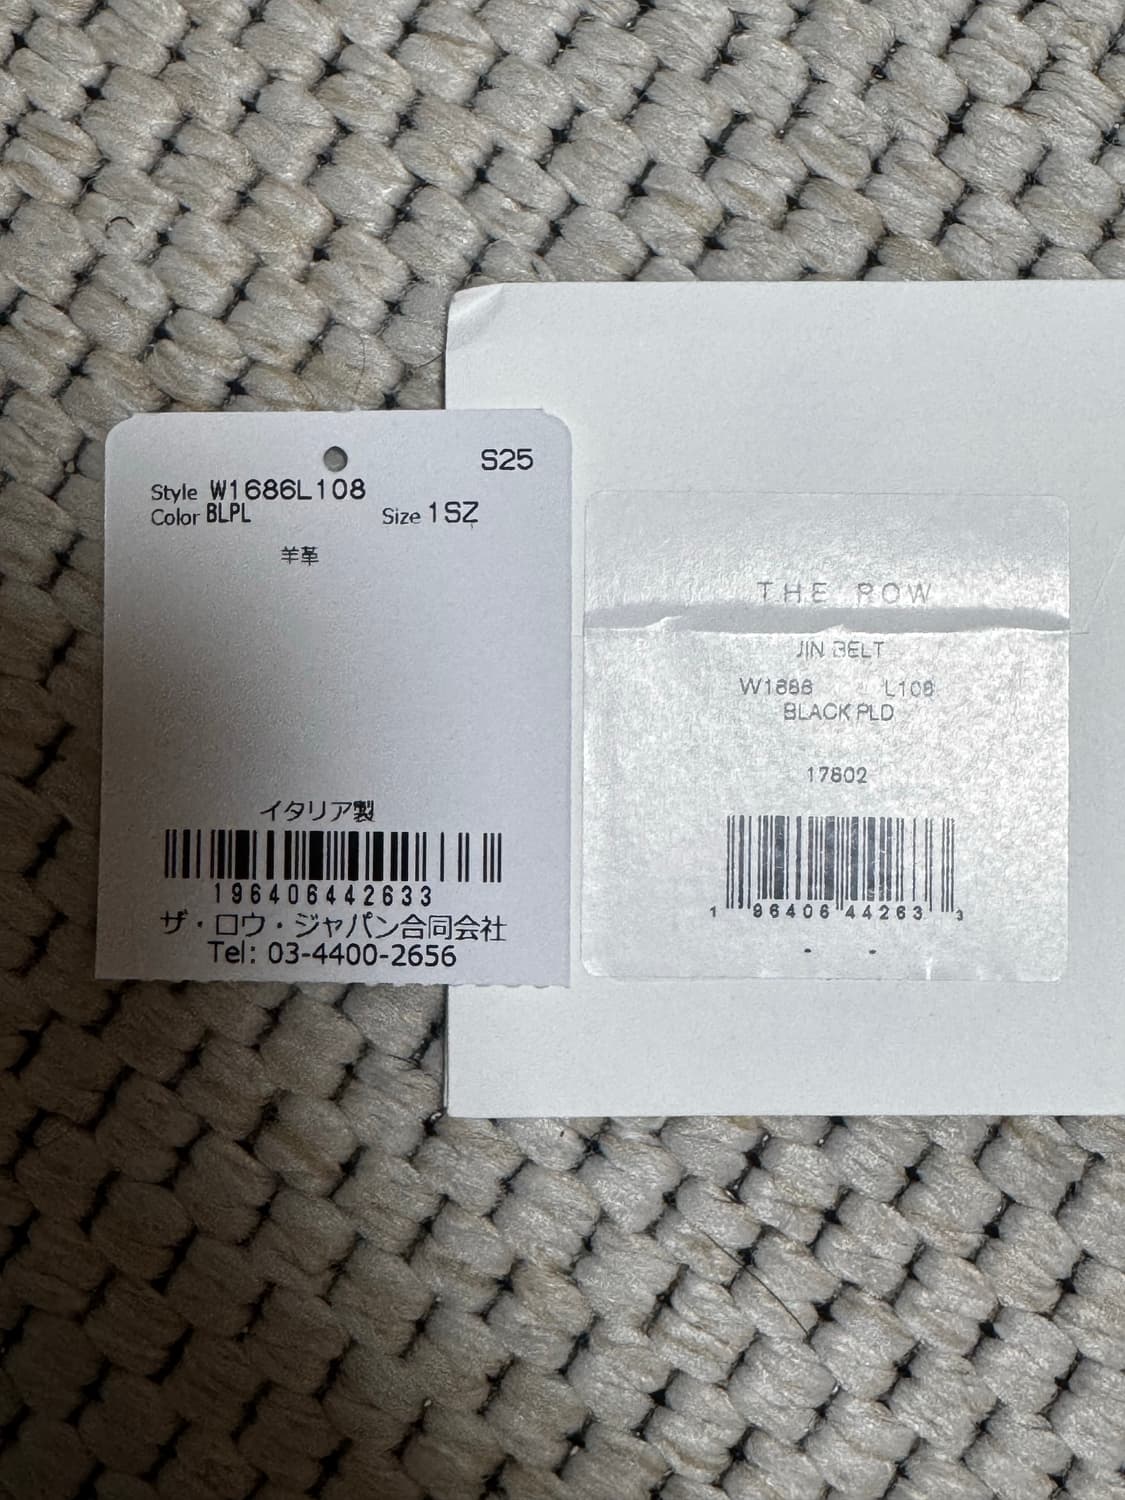 S25
Style W1686L108
Color BLPL Size 1SZ
羊革
イタリア製
196406442633
ザ・ロウ・ジャパン合同会社
Tel: 03-4400-2656
THE ROW
JIN BELT
W1686 L108
BLACK PLD
17802
1 96406 44263 3